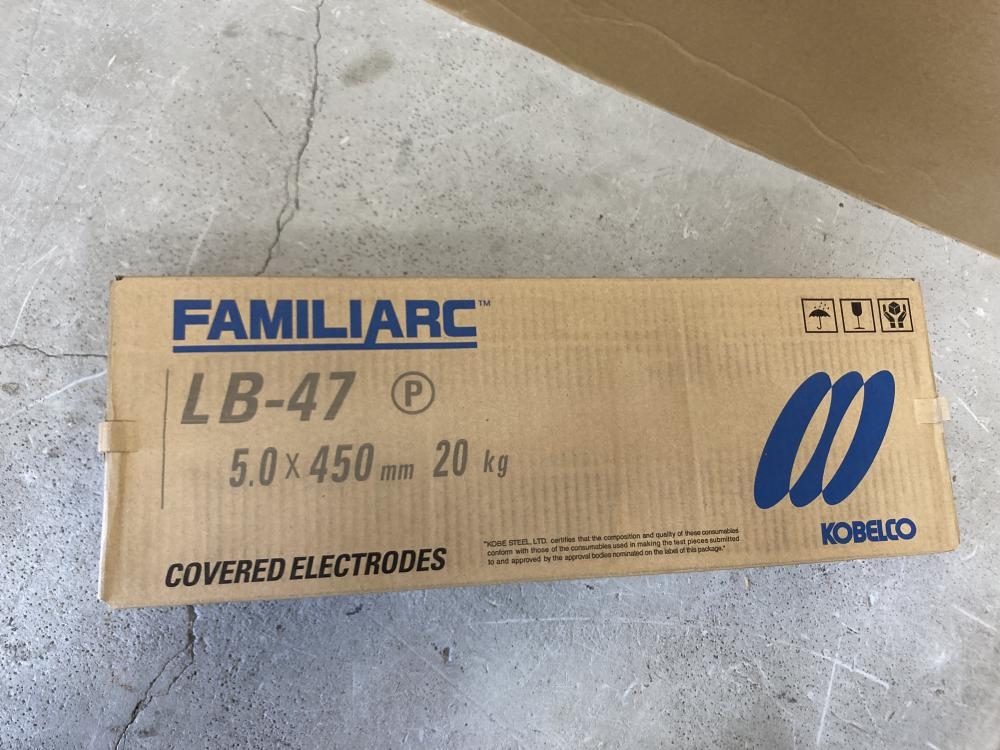 FAMILIARC™
LB-47 Ⓟ
5.0 x 450 mm 20 kg
KOBELCO
"KOBE STEEL, LTD. certifies that the composition and quality of these consumables
conform with those of the consumables used in making the test pieces submitted
to and approved by the approval bodies nominated on the label of this package."
COVERED ELECTRODES